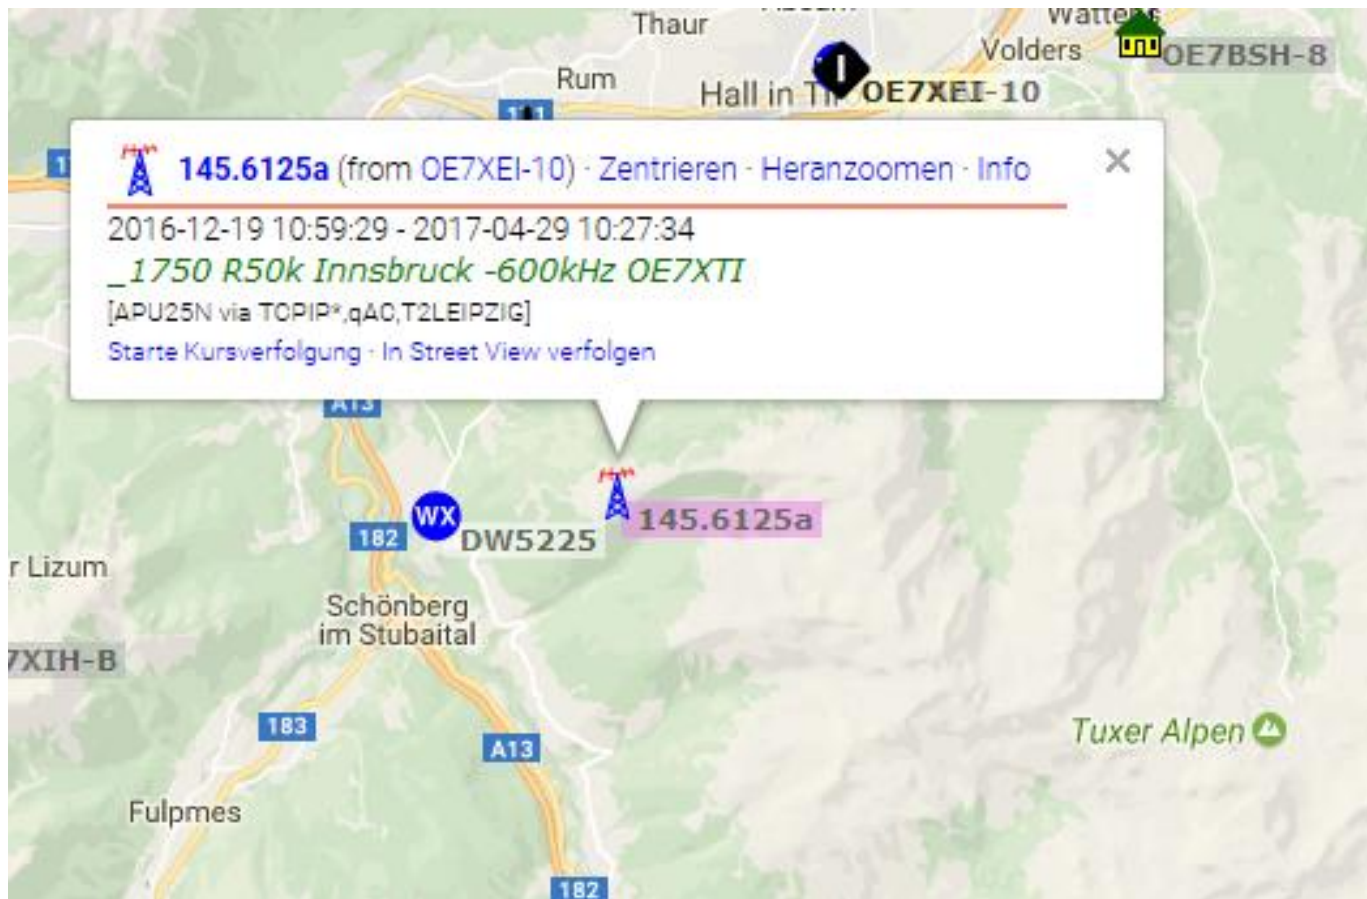 Thaur
Wattens
Volders
OE7BSH-8
Rum
Hall in Ti
OE7XEI-10
145.6125a (from OE7XEI-10) · Zentrieren · Heranzoomen · Info
2016-12-19 10:59:29 - 2017-04-29 10:27:34
_1750 R50k Innsbruck -600kHz OE7XTI
[APU25N via TCPIP*,qAC,T2LEIPZIG]
Starte Kursverfolgung · In Street View verfolgen
A13
WX
182
DW5225
145.6125a
r Lizum
Schönberg
im Stubaital
7XIH-B
183
A13
Tuxer Alpen
Fulpmes
182